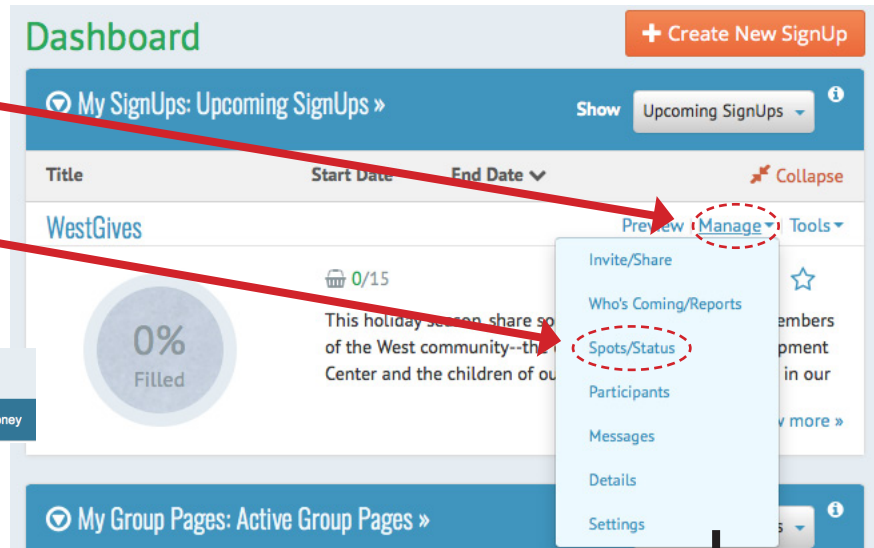 Dashboard
+ Create New SignUp
My SignUps: Upcoming SignUps »
Show Upcoming SignUps
Title Start Date End Date Collapse
WestGives
Preview Manage Tools
0/15
0%
Filled
This holiday season, share
of the West community--the
Center and the children of
embers
pment
in our
more »
Invite/Share
Who's Coming/Reports
Spots/Status
Participants
Messages
Details
Settings
My Group Pages: Active Group Pages »